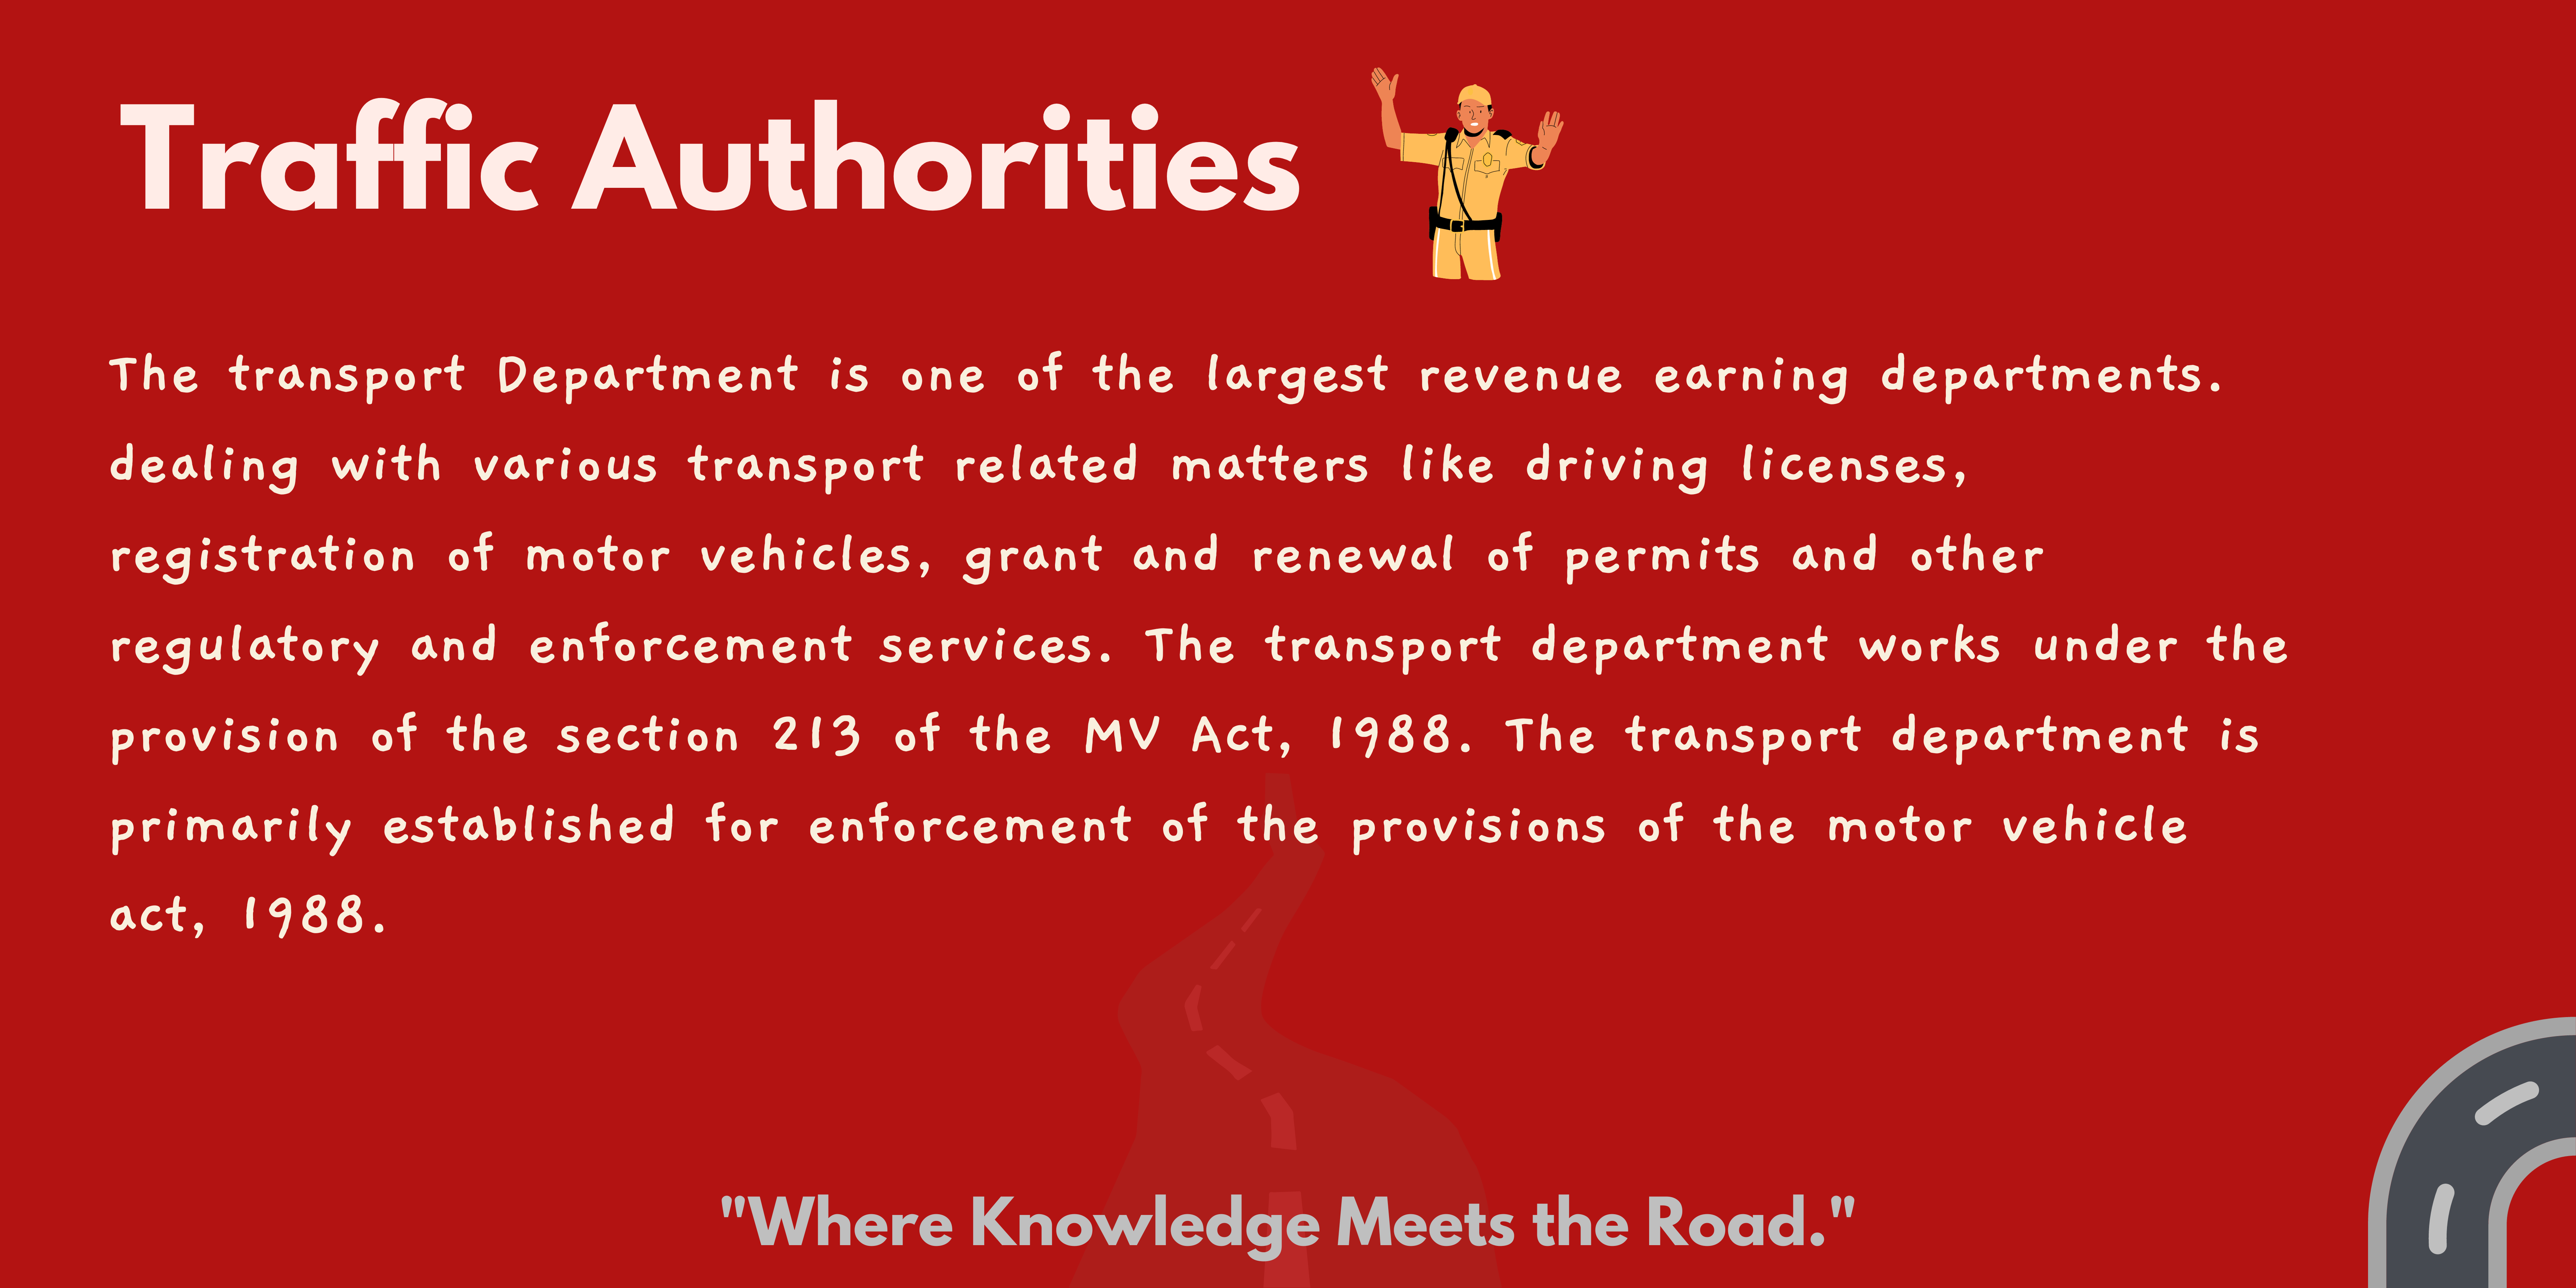 Traffic Authorities
The transport Department is one of the largest revenue earning departments.
dealing with various transport related matters like driving licenses,
registration of motor vehicles, grant and renewal of permits and other
regulatory and enforcement services. The transport department works under the
provision of the section 213 of the MV Act, 1988. The transport department is
primarily established for enforcement of the provisions of the motor vehicle
act, 1988.
"Where Knowledge Meets the Road."